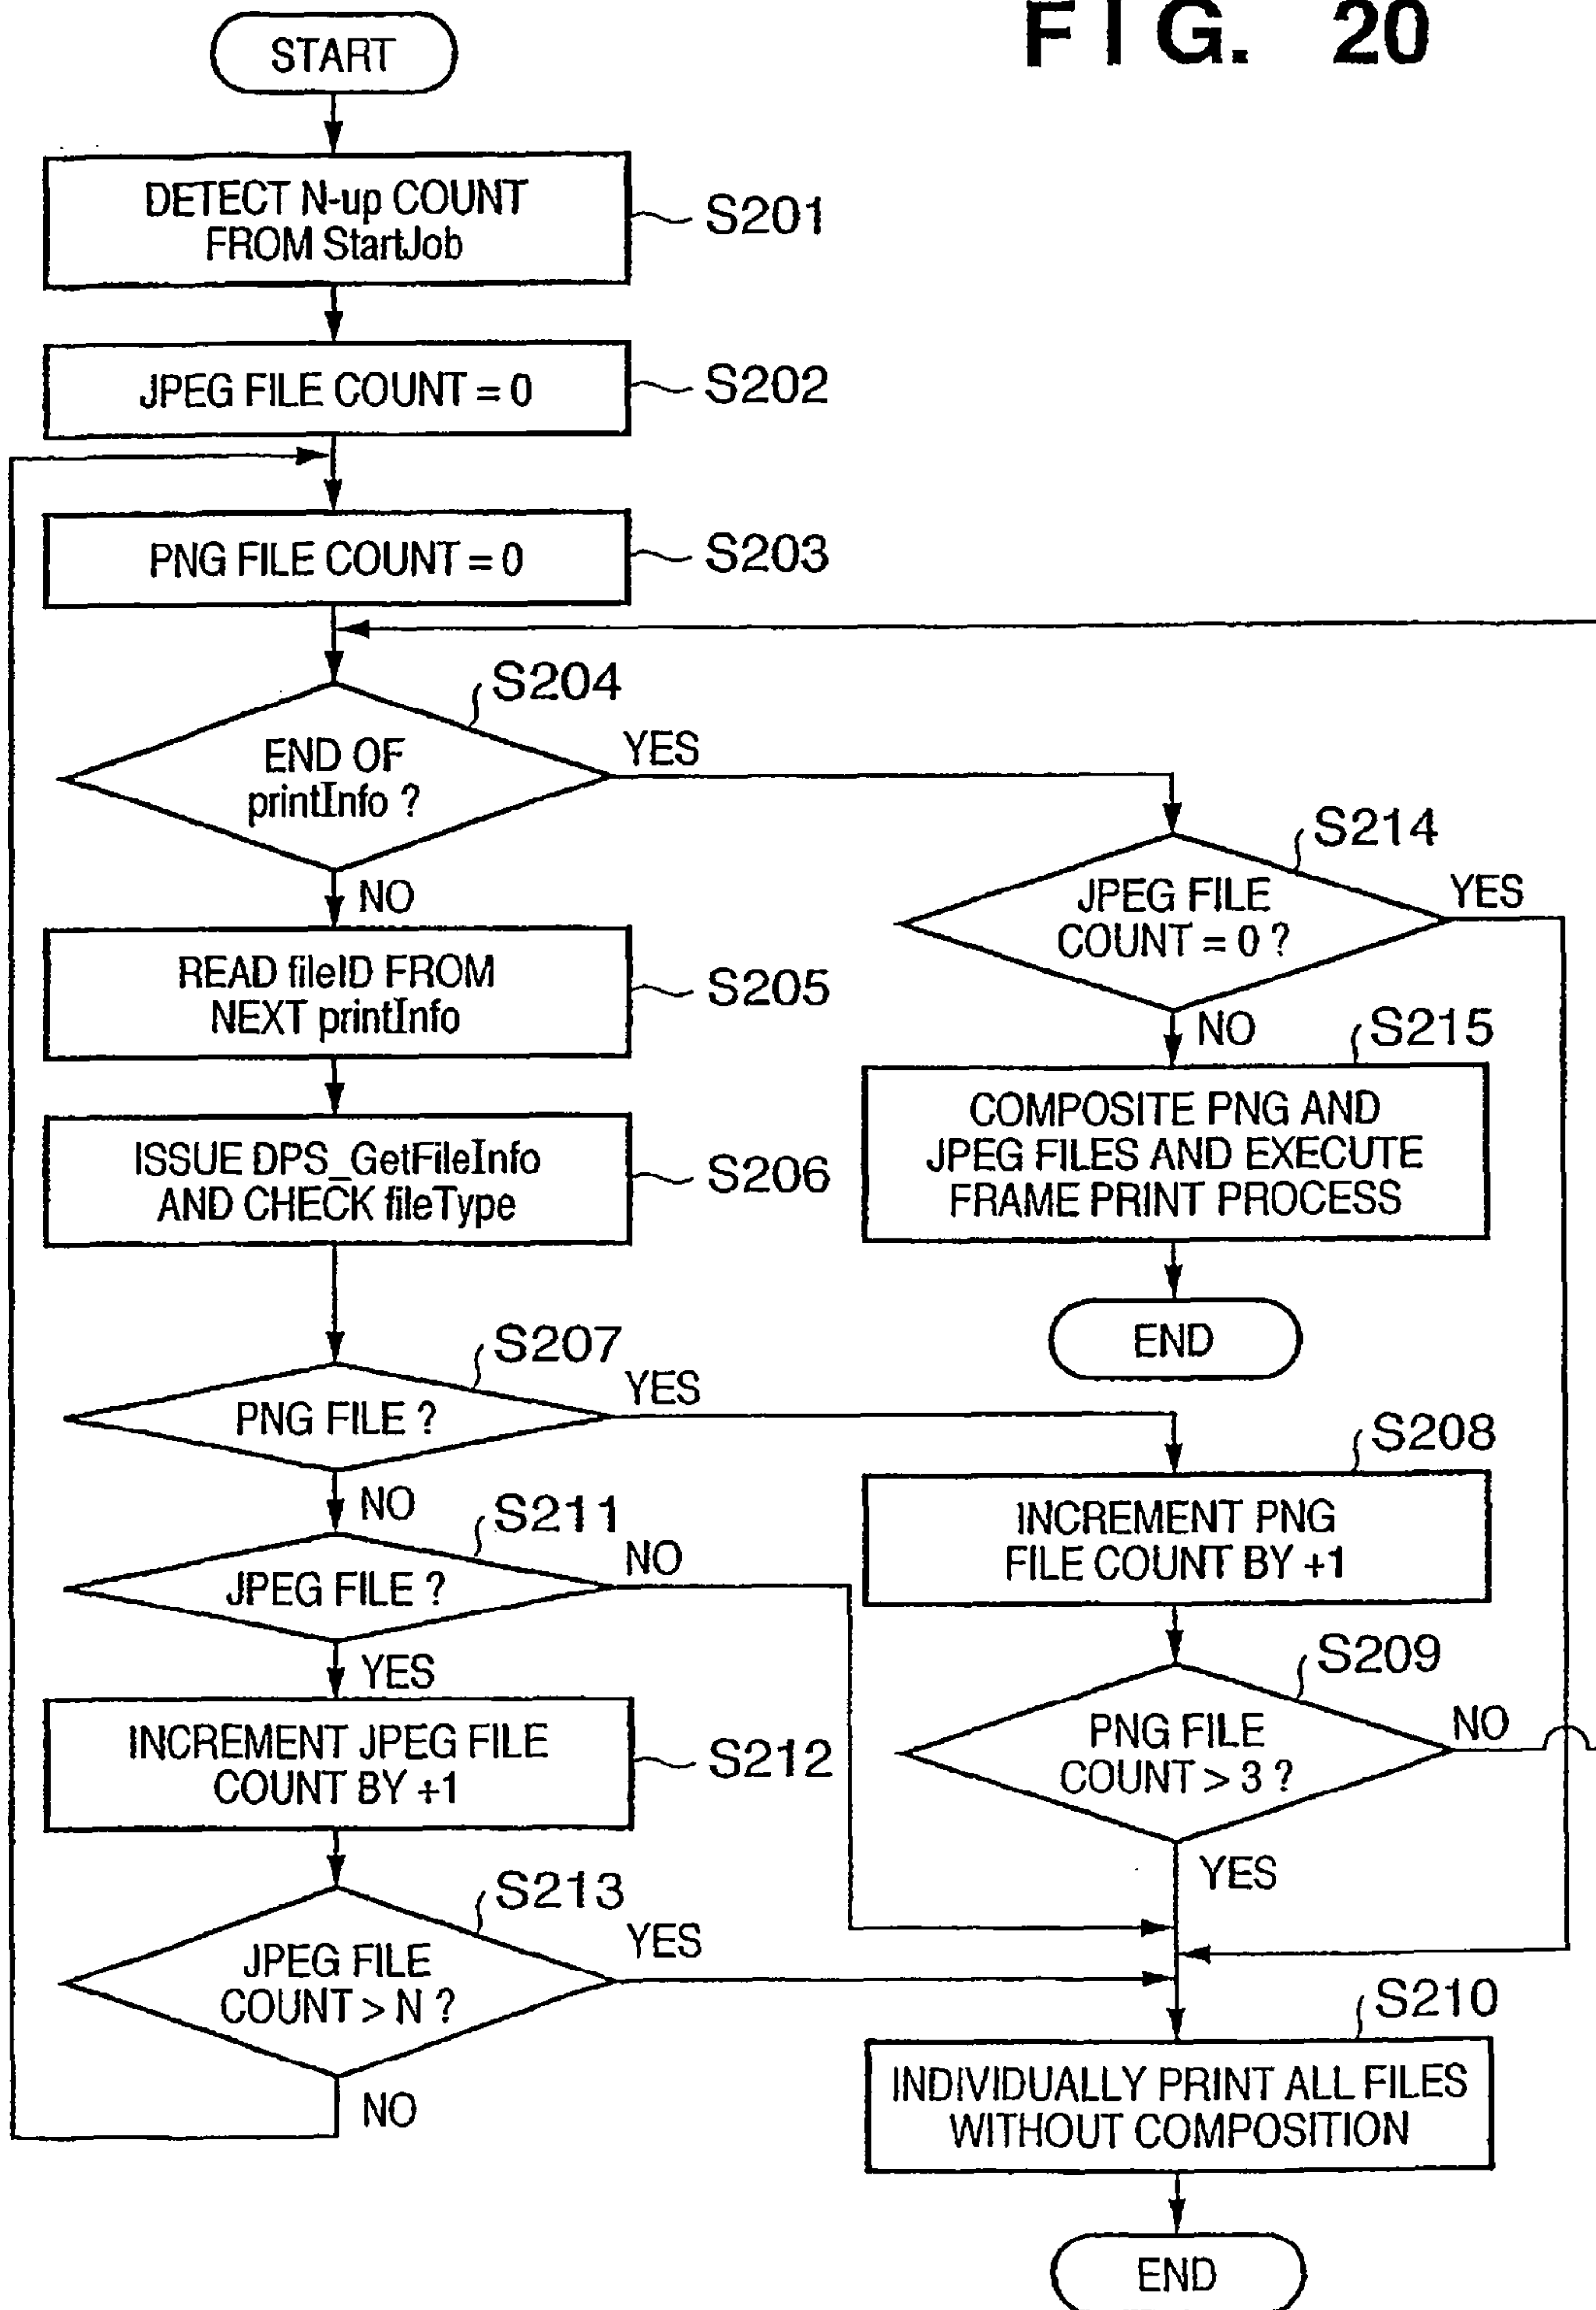 FIG. 20
START
DETECT N-up COUNT
FROM StartJob
S201
JPEG FILE COUNT = 0
S202
PNG FILE COUNT = 0
S203
S204
END OF
printInfo ?
YES
NO
S214
JPEG FILE
COUNT = 0 ?
YES
NO
READ fileID FROM
NEXT printInfo
S205
S215
COMPOSITE PNG AND
JPEG FILES AND EXECUTE
FRAME PRINT PROCESS
END
ISSUE DPS_GetFileInfo
AND CHECK fileType
S206
S207
PNG FILE ?
YES
NO
S208
INCREMENT PNG
FILE COUNT BY +1
S211
JPEG FILE ?
NO
YES
S209
PNG FILE
COUNT > 3 ?
NO
YES
INCREMENT JPEG FILE
COUNT BY +1
S212
S213
JPEG FILE
COUNT > N ?
YES
NO
S210
INDIVIDUALLY PRINT ALL FILES
WITHOUT COMPOSITION
END